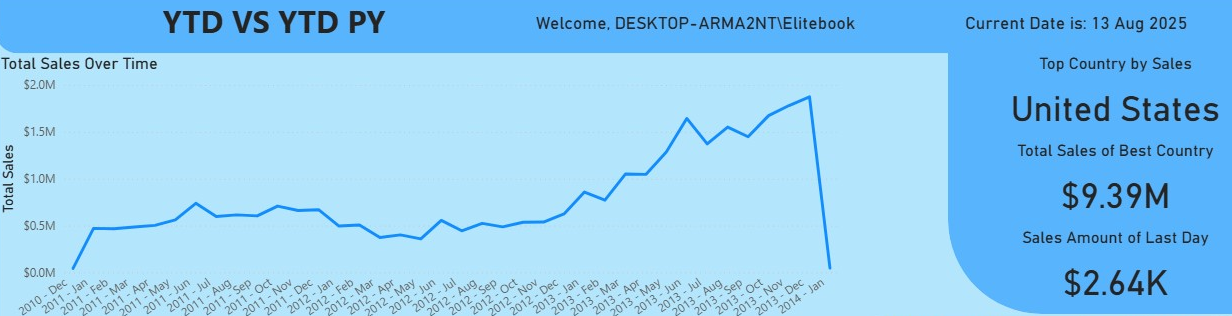 YTD VS YTD PY
Welcome, DESKTOP-ARMA2NT\Elitebook
Current Date is: 13 Aug 2025
Total Sales Over Time
Total Sales
$2.0M
$1.5M
$1.0M
$0.5M
$0.0M
2010 - Dec
2011 - Jan
2011 - Feb
2011 - Mar
2011 - Apr
2011 - May
2011 - Jun
2011 - Jul
2011 - Aug
2011 - Sep
2011 - Oct
2011 - Nov
2011 - Dec
2012 - Jan
2012 - Feb
2012 - Mar
2012 - Apr
2012 - May
2012 - Jun
2012 - Jul
2012 - Aug
2012 - Sep
2012 - Oct
2012 - Nov
2012 - Dec
2013 - Jan
2013 - Feb
2013 - Mar
2013 - Apr
2013 - May
2013 - Jun
2013 - Jul
2013 - Aug
2013 - Sep
2013 - Oct
2013 - Nov
2013 - Dec
2014 - Jan
Top Country by Sales
United States
Total Sales of Best Country
$9.39M
Sales Amount of Last Day
$2.64K